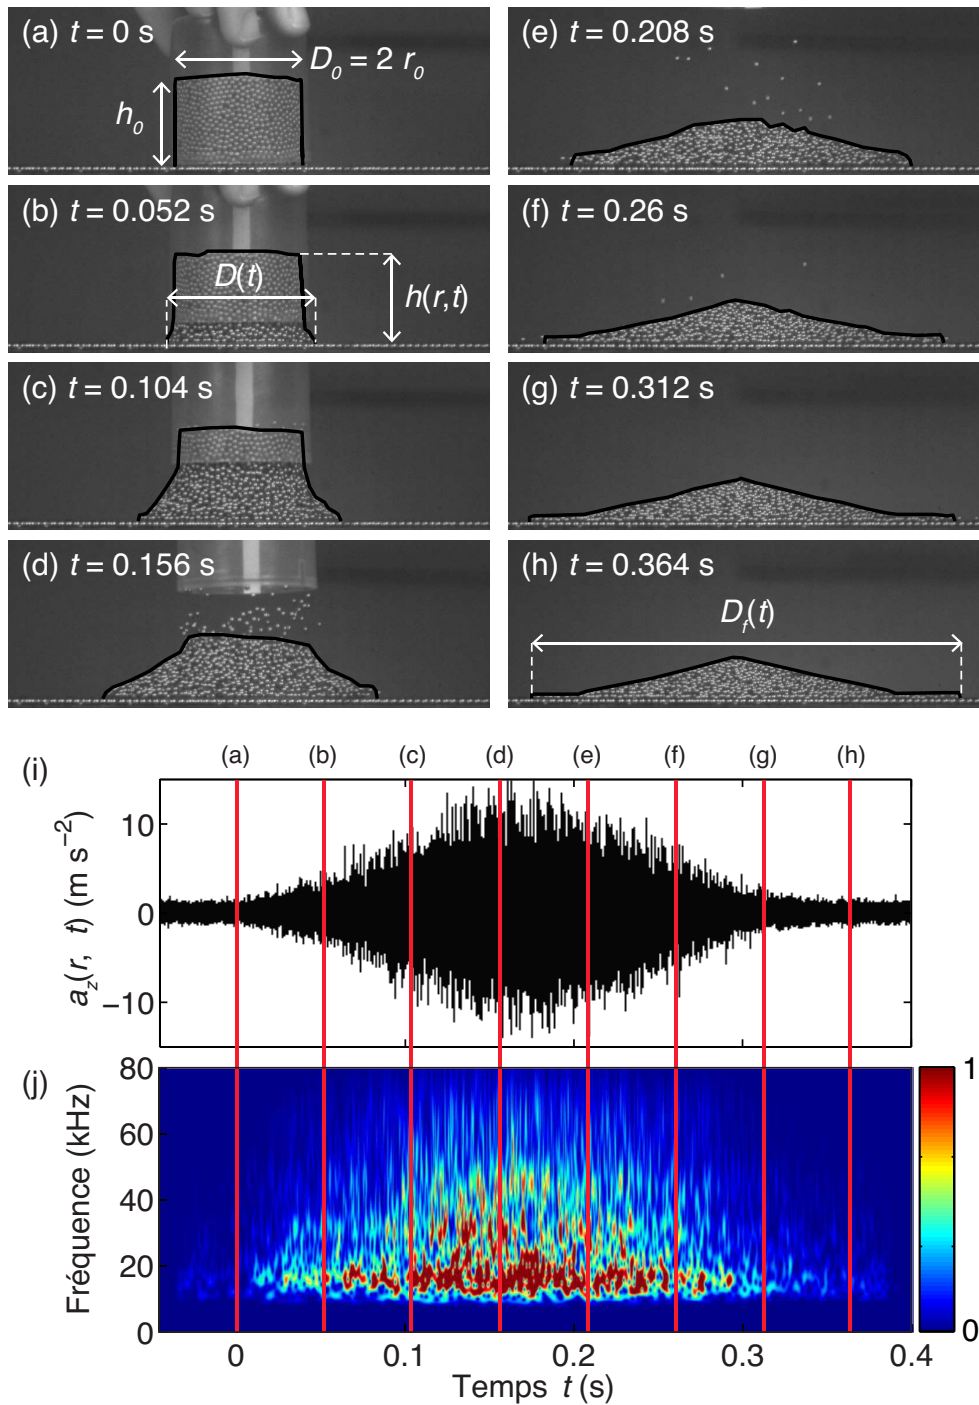 (a) t = 0 s
D₀ = 2 r₀
h₀
(b) t = 0.052 s
D(t)
h(r,t)
(c) t = 0.104 s
(d) t = 0.156 s
(e) t = 0.208 s
(f) t = 0.26 s
(g) t = 0.312 s
(h) t = 0.364 s
D_f(t)
(i)
(a) (b) (c) (d) (e) (f) (g) (h)
a_z(r, t) (m s⁻²)
10
0
−10
(j)
Fréquence (kHz)
80
60
40
20
0
0 0.1 0.2 0.3 0.4
Temps t (s)
1
0